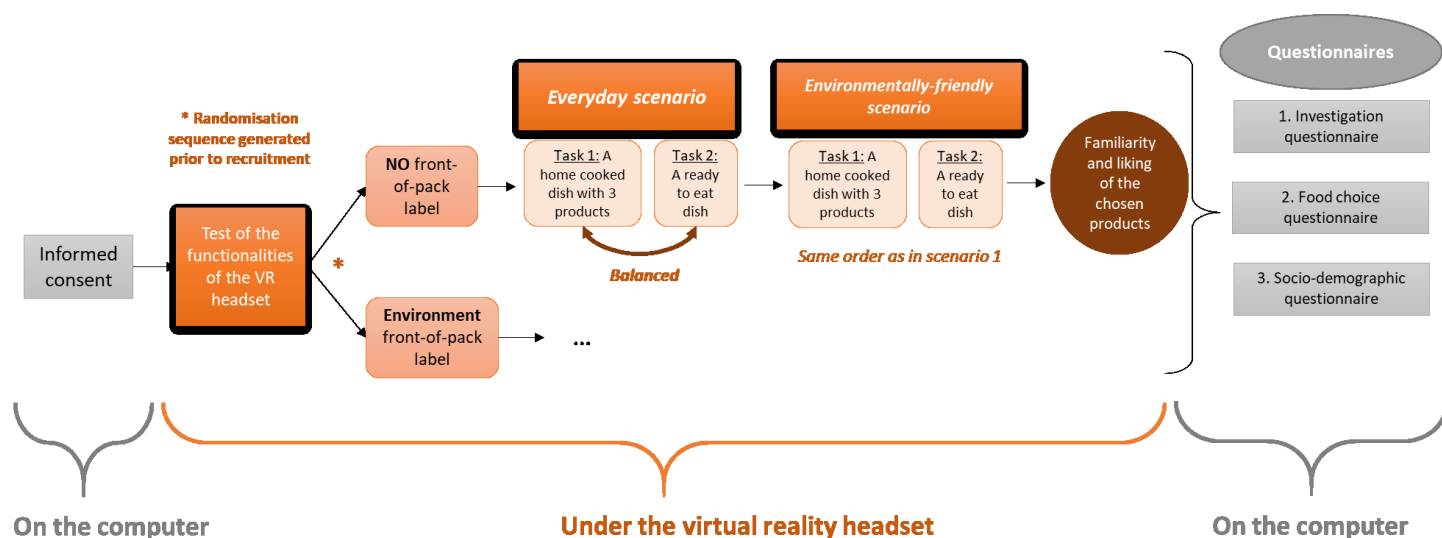 Informed
consent
* Randomisation
sequence generated
prior to recruitment
Test of the
functionalities
of the VR
headset
*
NO front-
of-pack
label
Environment
front-of-pack
label
...
Everyday scenario
Task 1: A
home cooked
dish with 3
products
Task 2:
A ready
to eat
dish
Balanced
Environmentally-friendly
scenario
Task 1: A
home cooked
dish with 3
products
Task 2:
A ready
to eat
dish
Same order as in scenario 1
Familiarity
and liking
of the
chosen
products
Questionnaires
1. Investigation
questionnaire
2. Food choice
questionnaire
3. Socio-demographic
questionnaire
On the computer
Under the virtual reality headset
On the computer